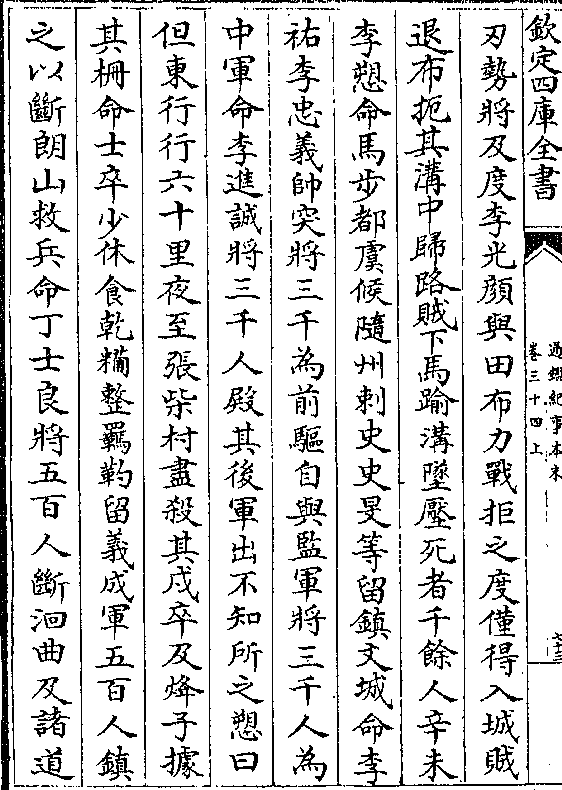 欽定四庫全書
通鑑紀事本末
卷三十四上
刃勢將及度李光顏與田布力戰拒之度僅得入城賊
退布扼其溝中歸路賊下馬踰溝墜壓死者千餘人辛未
李愬命馬步都虞候隨州刺史史旻等留鎮文城命李
祐李忠義帥突將三千為前驅自與監軍將三千人為
中軍命李進誠將三千人殿其後軍出不知所之愬曰
但東行行六十里夜至張柴村盡殺其戍卒及烽子據
其柵命士卒少休食乾糒整羈靮留義成軍五百人鎮
之以斷朗山救兵命丁士良將五百人斷洄曲及諸道